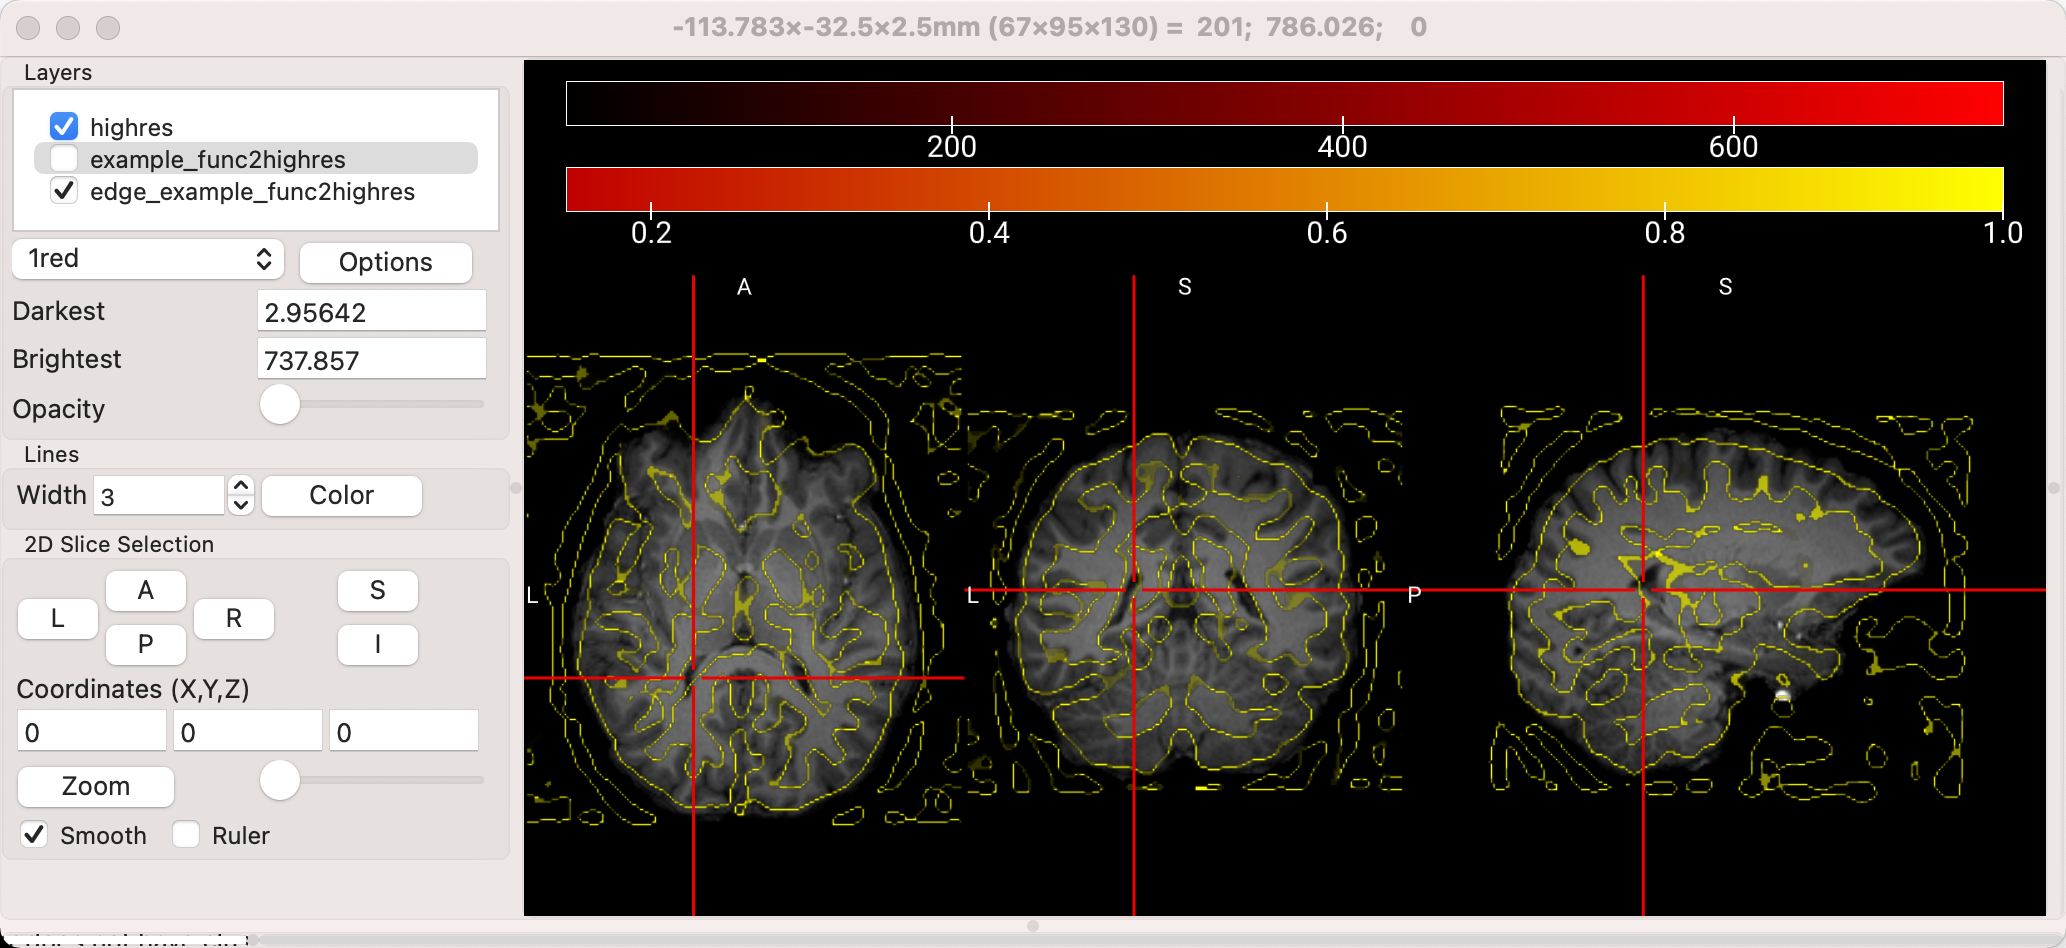 -113.783×-32.5×2.5mm (67×95×130) = 201; 786.026; 0
Layers
highres
example_func2highres
edge_example_func2highres
1red
Options
Darkest 2.95642
Brightest 737.857
Opacity
Lines
Width 3 Color
2D Slice Selection
A
S
L
R
P
I
Coordinates (X,Y,Z)
0 0 0
Zoom
Smooth Ruler
200 400 600
0.2 0.4 0.6 0.8 1.0
A S S
L L P